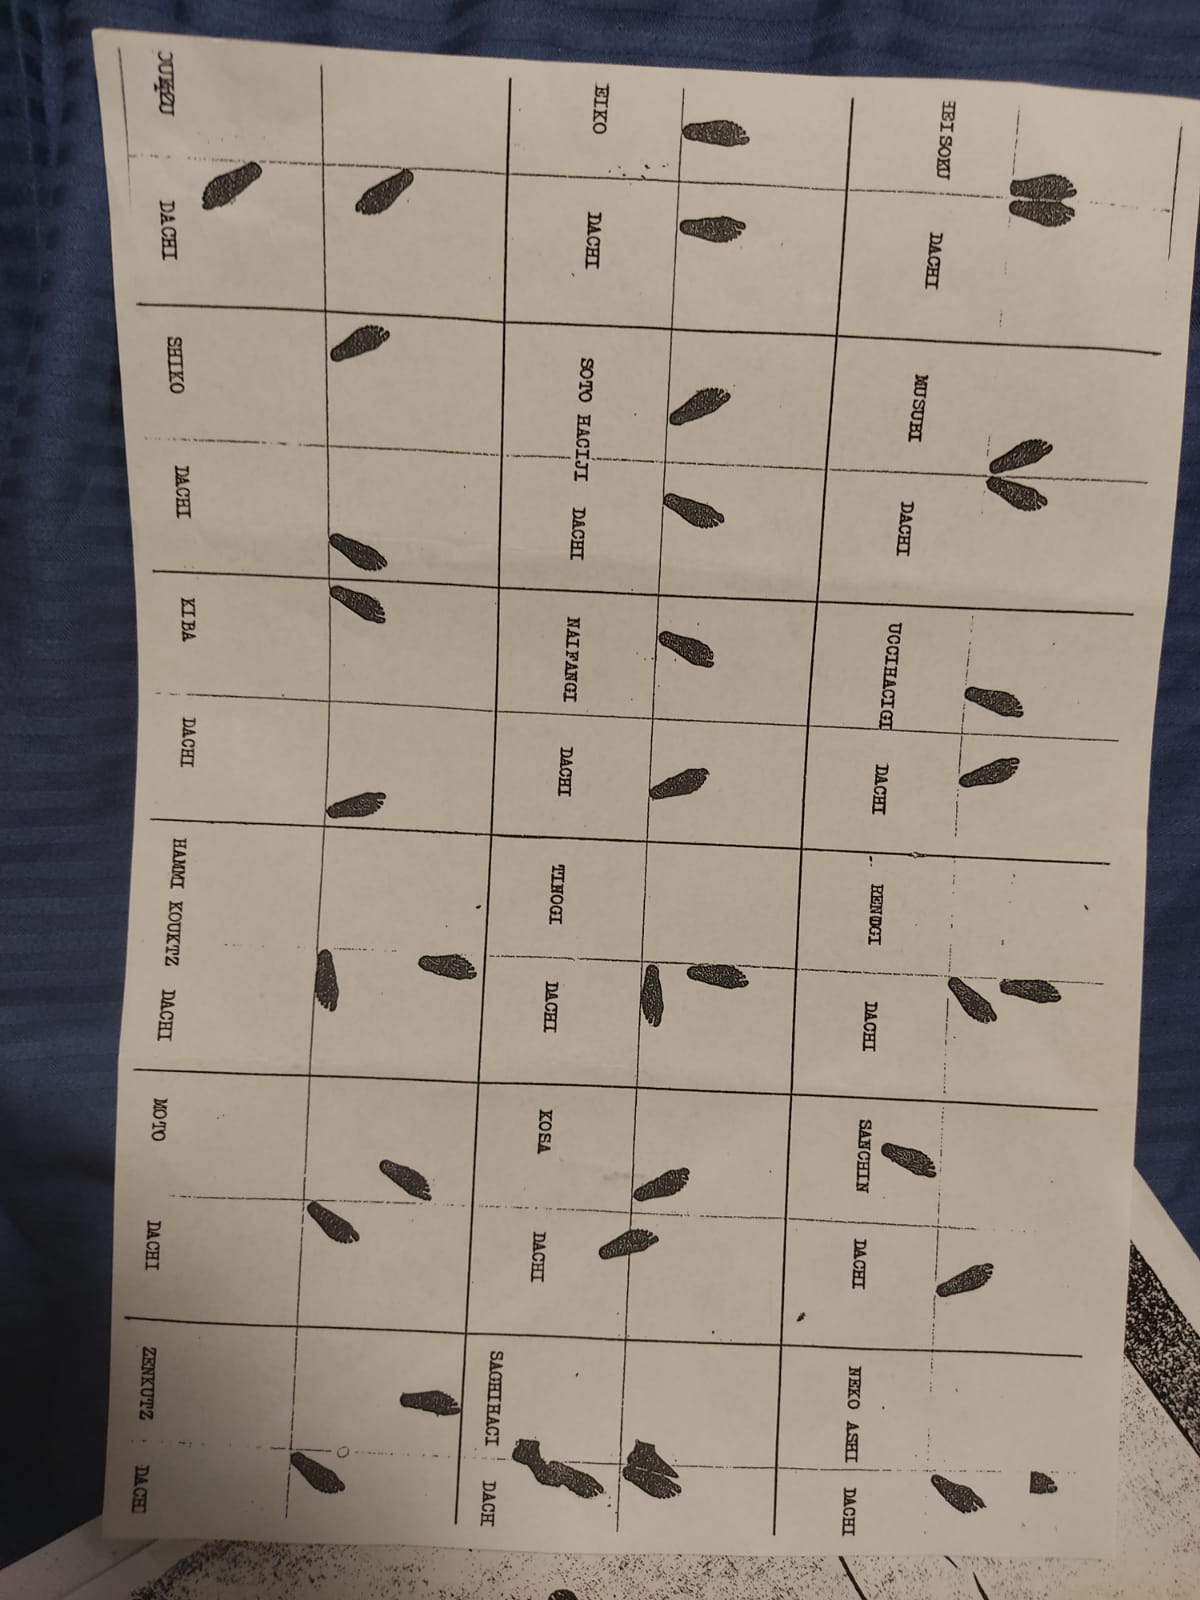 HEISOKU DACHI
MUSUBI DACHI
UCCIHACIGI DACHI
RENOGI DACHI
SANCHIN DACHI
NEKO ASHI DACHI
EIKO DACHI
SOTO HACIJI DACHI
NAIFANGI DACHI
TINOGI DACHI
KOSA DACHI
SAGHIHACI DACH
DACHI
SHIKO DACHI
KIBA DACHI
HAMMI KOUKTZ DACHI
MOTO DACHI
ZENKUTZ DACHI